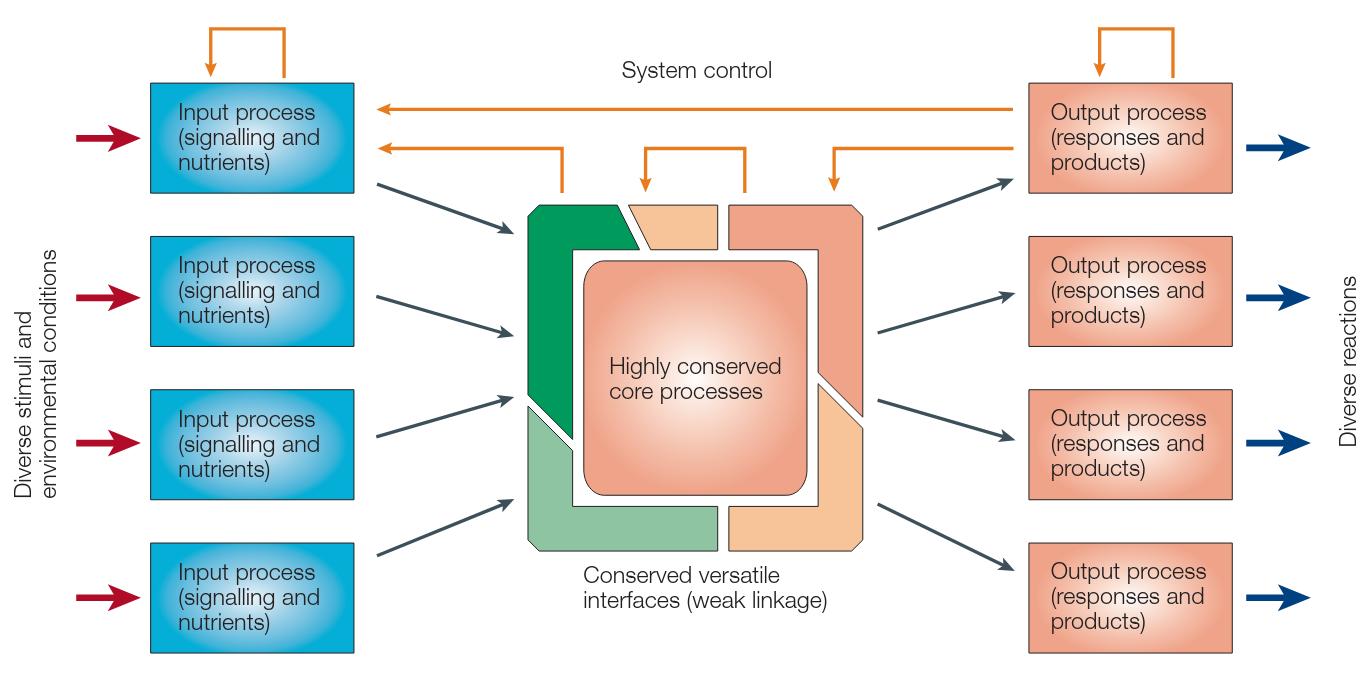 System control
Diverse stimuli and
environmental conditions
Input process
(signalling and
nutrients)
Input process
(signalling and
nutrients)
Input process
(signalling and
nutrients)
Input process
(signalling and
nutrients)
Highly conserved
core processes
Conserved versatile
interfaces (weak linkage)
Output process
(responses and
products)
Output process
(responses and
products)
Output process
(responses and
products)
Output process
(responses and
products)
Diverse reactions